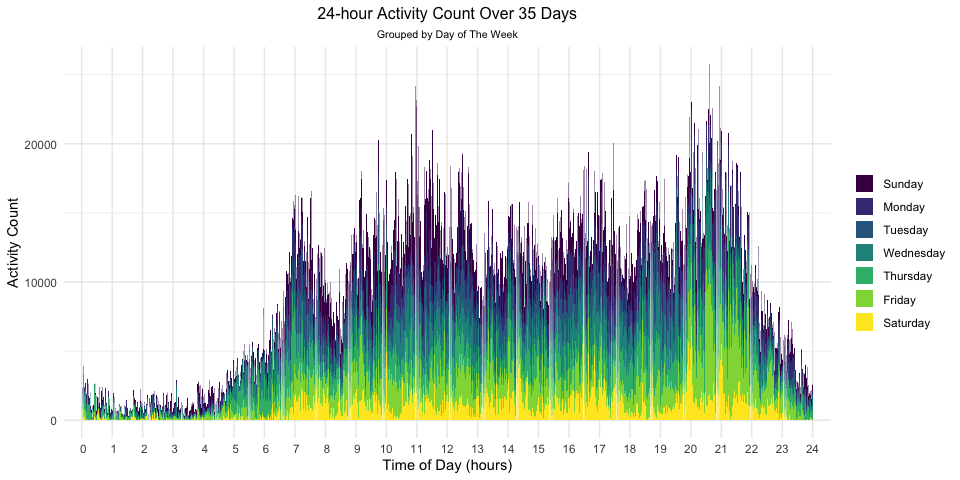 24-hour Activity Count Over 35 Days
Grouped by Day of The Week
Activity Count
20000
10000
0
0 1 2 3 4 5 6 7 8 9 10 11 12 13 14 15 16 17 18 19 20 21 22 23 24
Time of Day (hours)
Sunday
Monday
Tuesday
Wednesday
Thursday
Friday
Saturday